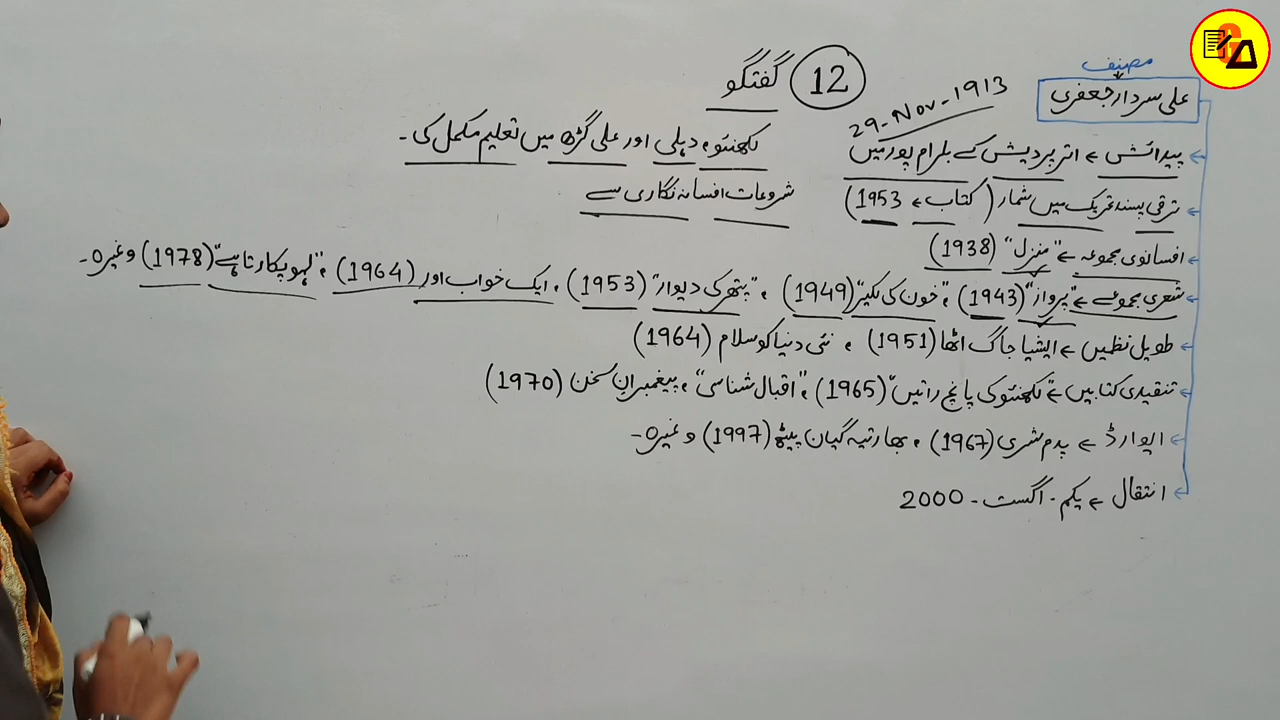 12 گفتگو
مصنف
علی سردار جعفری
29-Nov-1913
پیدائش ← اتر پردیش کے بلرام پور میں
لکھنئو، دہلی اور علی گڑھ میں تعلیم مکمل کی۔
ترقی پسند تحریک میں شمار (کتاب ← 1953)
شروعات افسانہ نگاری سے
افسانوی مجموعہ ← "منزل" (1938)
شعری مجموعے ← "پرواز" (1943)، "خون کی لکیر" (1949)، "پتھر کی دیوار" (1953)، ایک خواب اور (1964)، "لہو پکارتا ہے" (1978) وغیرہ۔
طویل نظمیں ← ایشیا جاگ اٹھا (1951)، نئی دنیا کو سلام (1964)
تنقیدی کتابیں ← "لکھنئو کی پانچ راتیں" (1965)، "اقبال شناسی"، پیغمبرانِ سخن (1970)
ایوارڈ ← پدم شری (1967)، بھارتیہ گیان پیٹھ (1997) وغیرہ۔
انتقال ← یکم۔ اگست۔ 2000